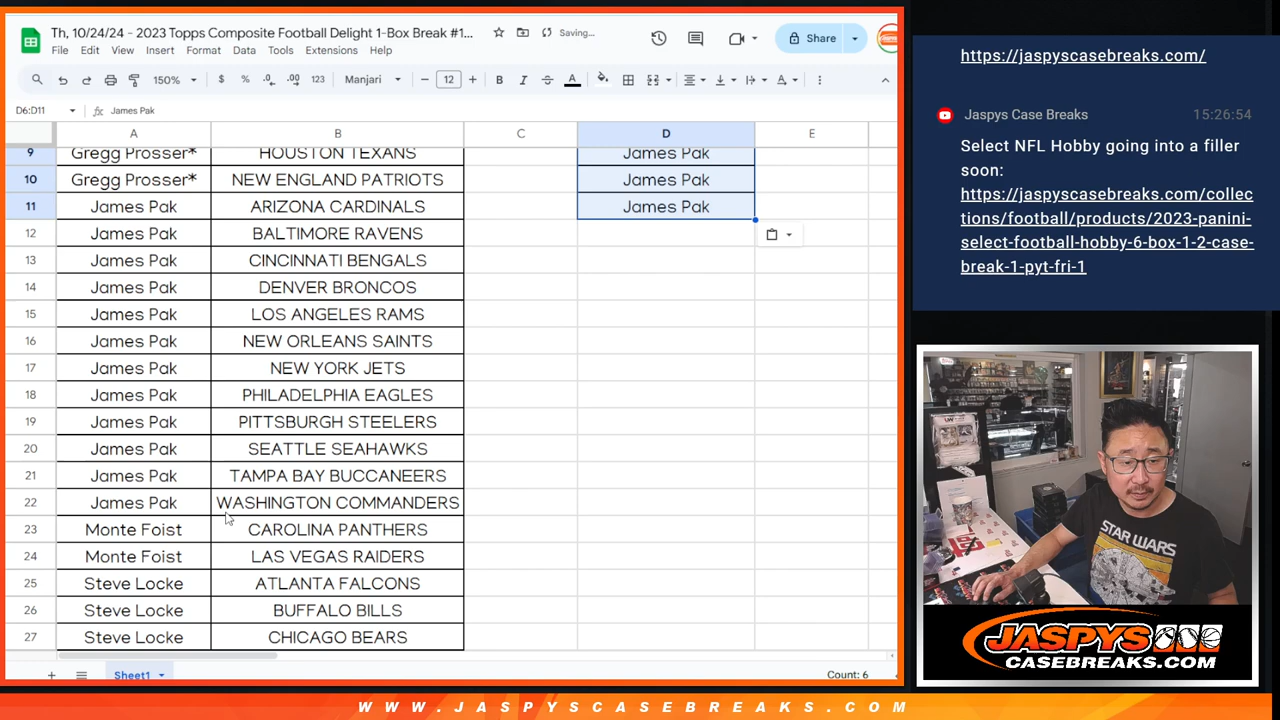 Th, 10/24/24 - 2023 Topps Composite Football Delight 1-Box Break #1...
Saving...
File Edit View Insert Format Data Tools Extensions
Share
150% $ % .0 .00 123 Manjari 12 B I A
D6:D11 fx James Pak
A B C D E
9 Gregg Prosser* HOUSTON TEXANS James Pak
10 Gregg Prosser* NEW ENGLAND PATRIOTS James Pak
11 James Pak ARIZONA CARDINALS James Pak
12 James Pak BALTIMORE RAVENS
13 James Pak CINCINNATI BENGALS
14 James Pak DENVER BRONCOS
15 James Pak LOS ANGELES RAMS
16 James Pak NEW ORLEANS SAINTS
17 James Pak NEW YORK JETS
18 James Pak PHILADELPHIA EAGLES
19 James Pak PITTSBURGH STEELERS
20 James Pak SEATTLE SEAHAWKS
21 James Pak TAMPA BAY BUCCANEERS
22 James Pak WASHINGTON COMMANDERS
23 Monte Foist CAROLINA PANTHERS
24 Monte Foist LAS VEGAS RAIDERS
25 Steve Locke ATLANTA FALCONS
26 Steve Locke BUFFALO BILLS
27 Steve Locke CHICAGO BEARS
Sheet1
Count: 6
https://jaspyscasebreaks.com/
Jaspys Case Breaks 15:26:54
Select NFL Hobby going into a filler
soon:
https://jaspyscasebreaks.com/collec
tions/football/products/2023-panini-
select-football-hobby-6-box-1-2-case-
break-1-pyt-fri-1
STAR WARS
JASPYS
CASEBREAKS.COM
WWW.JASPYSCASEBREAKS.COM